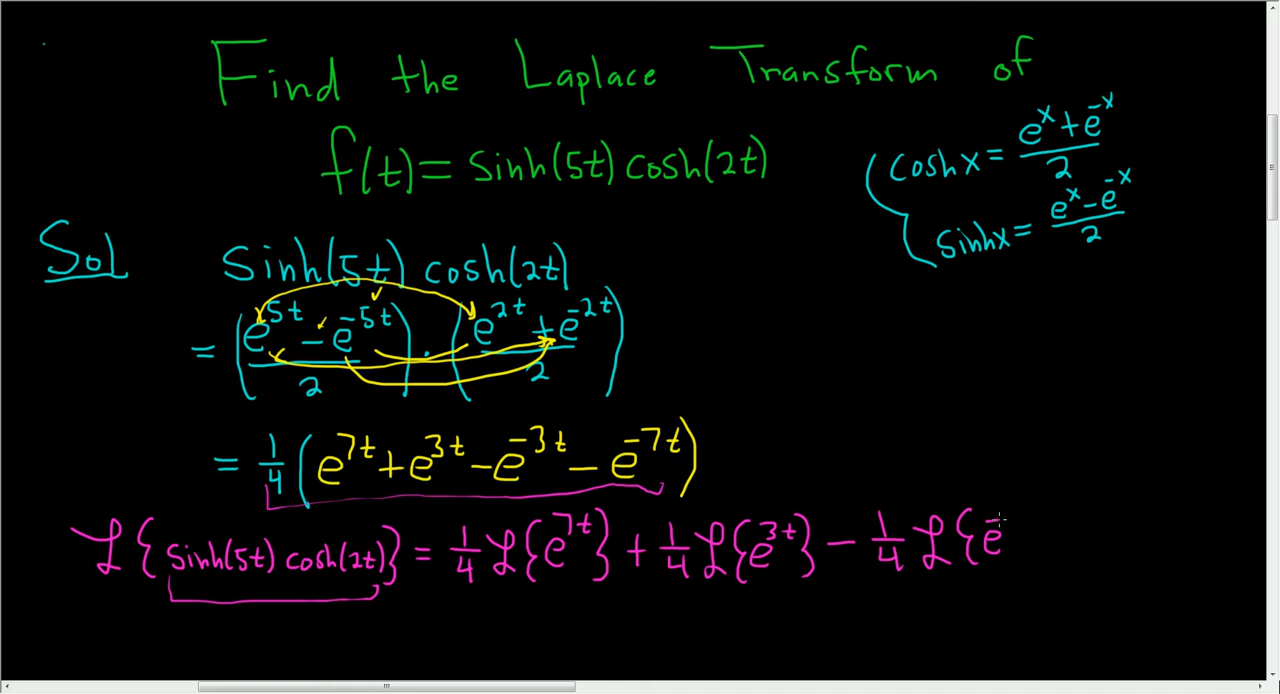 Find the Laplace Transform of
f(t) = Sinh(5t) cosh(2t)
cosh x = (e^x + e^-x)/2
Sinh x = (e^x - e^-x)/2
Sol
Sinh(5t) cosh(2t)
= ((e^5t - e^-5t)/2) · ((e^2t + e^-2t)/2)
= 1/4 (e^7t + e^3t - e^-3t - e^-7t)
ℒ{Sinh(5t) cosh(2t)} = 1/4 ℒ{e^7t} + 1/4 ℒ{e^3t} - 1/4 ℒ{e^-